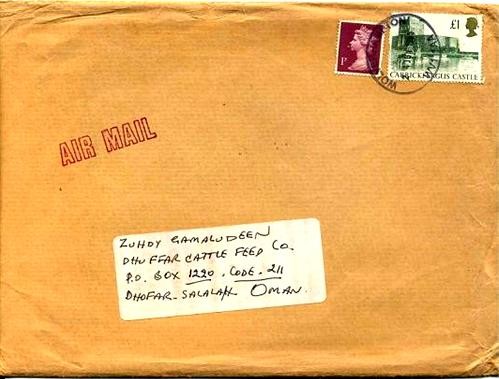 £1
P
CARRICKFERGUS CASTLE
AIR MAIL
ZUHDY GAMALUDEEN
DHUFFAR CATTLE FEED Co.
P.O. BOX 1220, CODE. 211
DHOFAR-SALALAH OMAN.